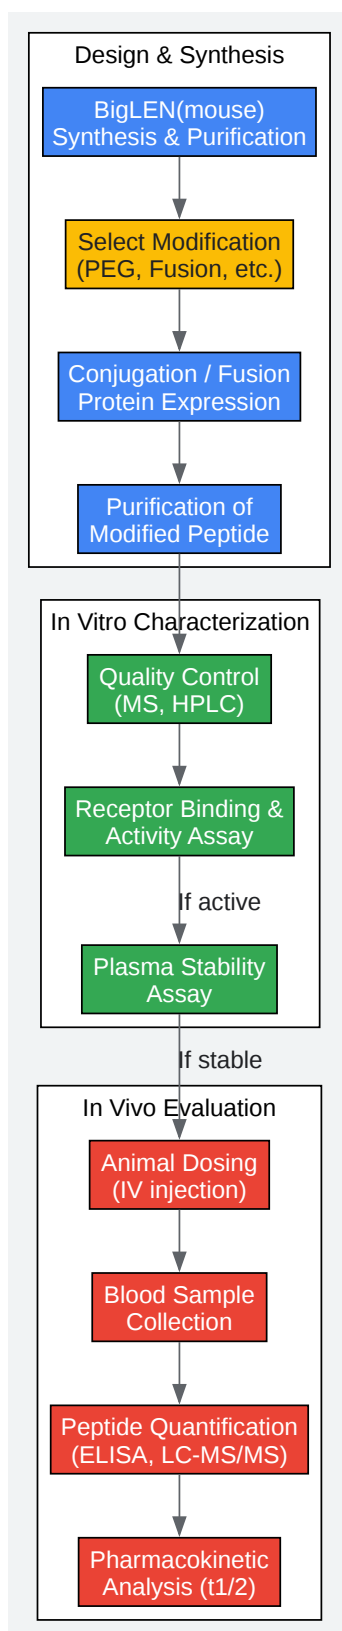 Design & Synthesis
BigLEN(mouse)
Synthesis & Purification
Select Modification
(PEG, Fusion, etc.)
Conjugation / Fusion
Protein Expression
Purification of
Modified Peptide
In Vitro Characterization
Quality Control
(MS, HPLC)
Receptor Binding &
Activity Assay
If active
Plasma Stability
Assay
If stable
In Vivo Evaluation
Animal Dosing
(IV injection)
Blood Sample
Collection
Peptide Quantification
(ELISA, LC-MS/MS)
Pharmacokinetic
Analysis (t1/2)